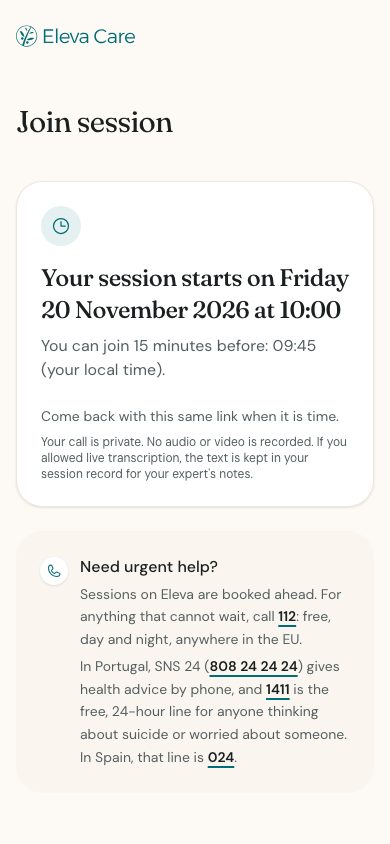 Eleva Care
Join session
Your session starts on Friday
20 November 2026 at 10:00
You can join 15 minutes before: 09:45
(your local time).
Come back with this same link when it is time.
Your call is private. No audio or video is recorded. If you
allowed live transcription, the text is kept in your
session record for your expert's notes.
Need urgent help?
Sessions on Eleva are booked ahead. For
anything that cannot wait, call 112: free,
day and night, anywhere in the EU.
In Portugal, SNS 24 (808 24 24 24) gives
health advice by phone, and 1411 is the
free, 24-hour line for anyone thinking
about suicide or worried about someone.
In Spain, that line is 024.